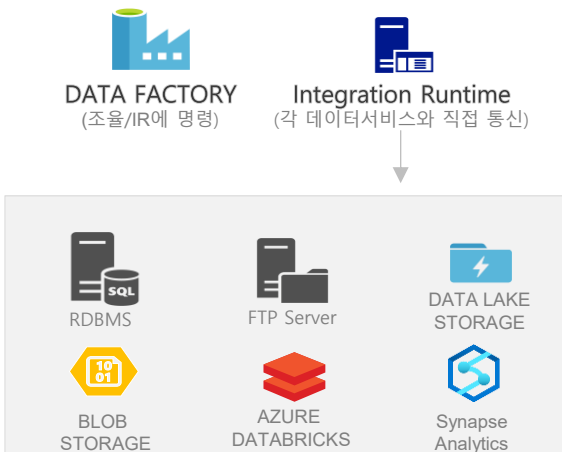 DATA FACTORY
(조율/IR에 명령)
Integration Runtime
(각 데이터서비스와 직접 통신)
SQL
RDBMS
FTP Server
DATA LAKE
STORAGE
10
01
BLOB
STORAGE
AZURE
DATABRICKS
Synapse
Analytics